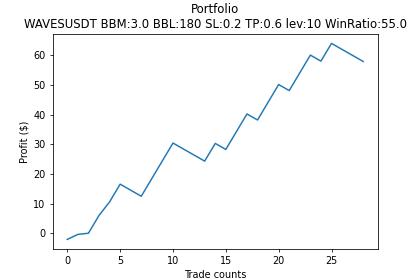 Portfolio
WAVESUSDT BBM:3.0 BBL:180 SL:0.2 TP:0.6 lev:10 WinRatio:55.0
60
50
40
30
20
10
0
Profit ($)
0 5 10 15 20 25
Trade counts